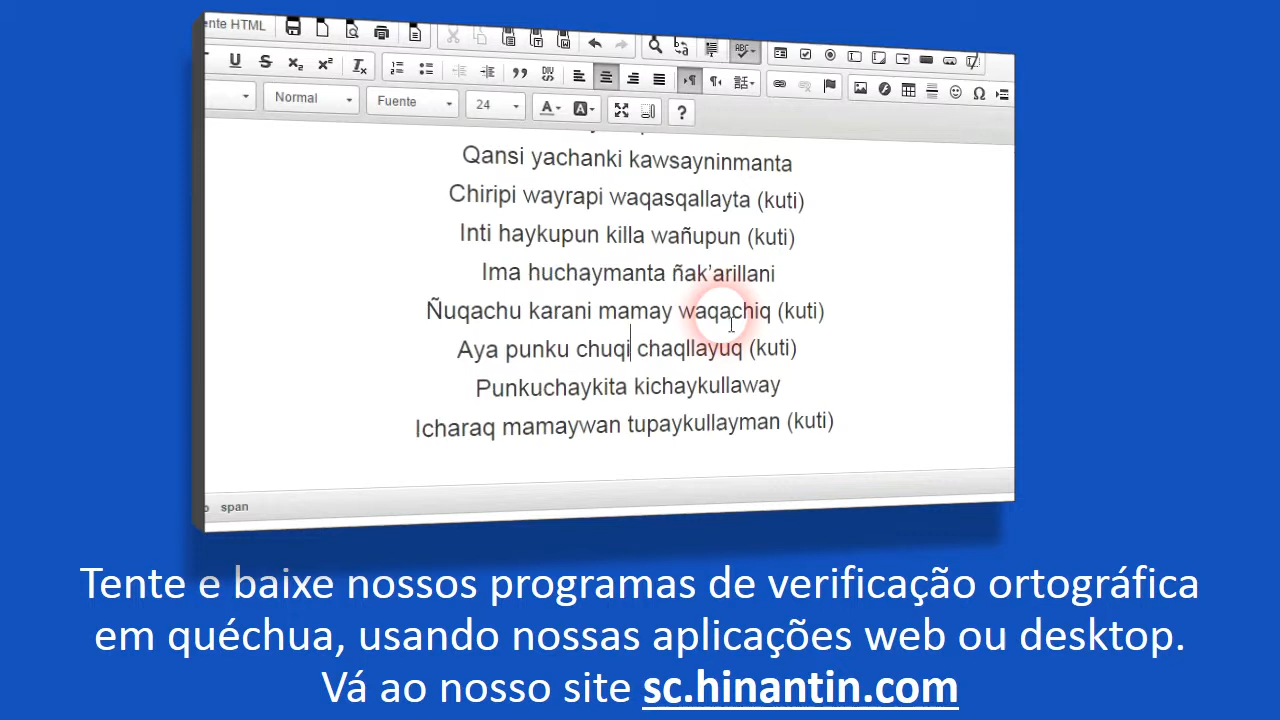 ente HTML
Normal
Fuente
24
Qansi yachanki kawsayninmanta
Chiripi wayrapi waqasqallayta (kuti)
Inti haykupun killa wañupun (kuti)
Ima huchaymanta ñak’arillani
Ñuqachu karani mamay waqachiq (kuti)
Aya punku chuqi chaqllayuq (kuti)
Punkuchaykita kichaykullaway
Icharaq mamaywan tupaykullayman (kuti)
span
Tente e baixe nossos programas de verificação ortográfica
em quéchua, usando nossas aplicações web ou desktop.
Vá ao nosso site sc.hinantin.com